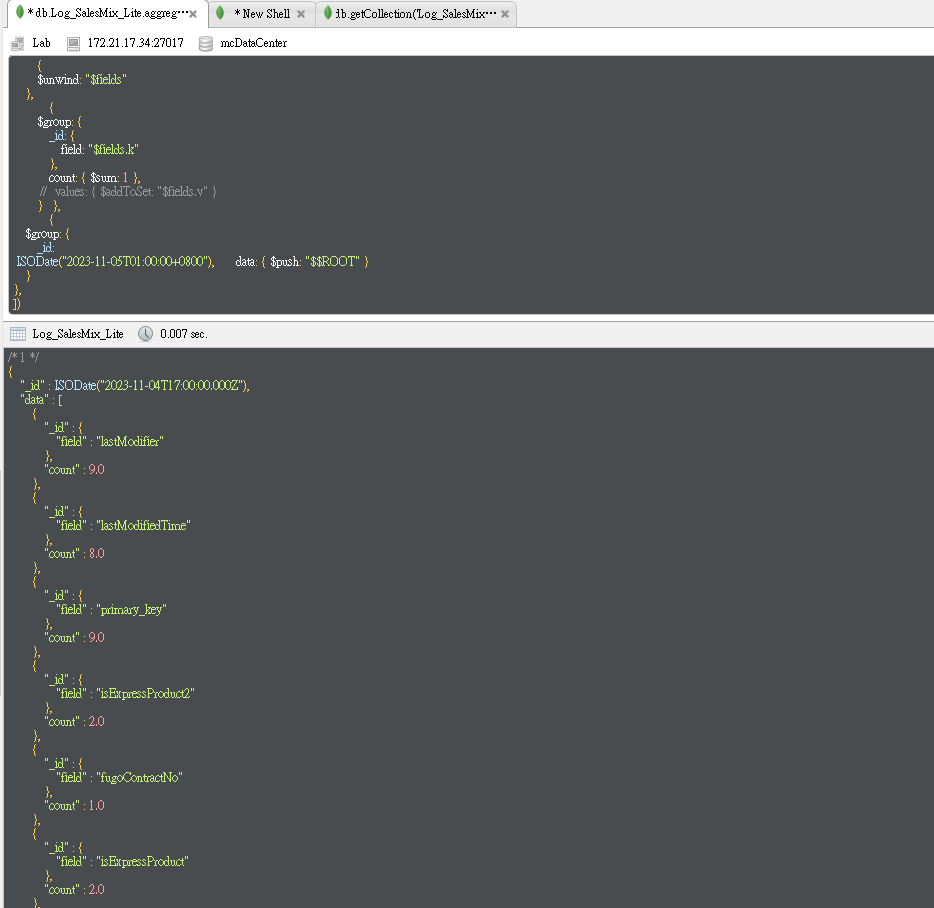 * db.Log_SalesMix_Lite.aggreg⋯ * New Shell db.getCollection('Log_SalesMix⋯
Lab 172.21.17.34:27017 mcDataCenter
{
$unwind: "$fields"
},
{
$group: {
_id: {
field: "$fields.k"
},
count: { $sum: 1 },
// values: { $addToSet: "$fields.v" }
} },
{
$group: {
_id:
ISODate("2023-11-05T01:00:00+0800"), data: { $push: "$$ROOT" }
}
},
])
Log_SalesMix_Lite 0.007 sec.
/* 1 */
{
"_id" : ISODate("2023-11-04T17:00:00.000Z"),
"data" : [
{
"_id" : {
"field" : "lastModifier"
},
"count" : 9.0
},
{
"_id" : {
"field" : "lastModifiedTime"
},
"count" : 8.0
},
{
"_id" : {
"field" : "primary_key"
},
"count" : 9.0
},
{
"_id" : {
"field" : "isExpressProduct2"
},
"count" : 2.0
},
{
"_id" : {
"field" : "fugoContractNo"
},
"count" : 1.0
},
{
"_id" : {
"field" : "isExpressProduct"
},
"count" : 2.0
},